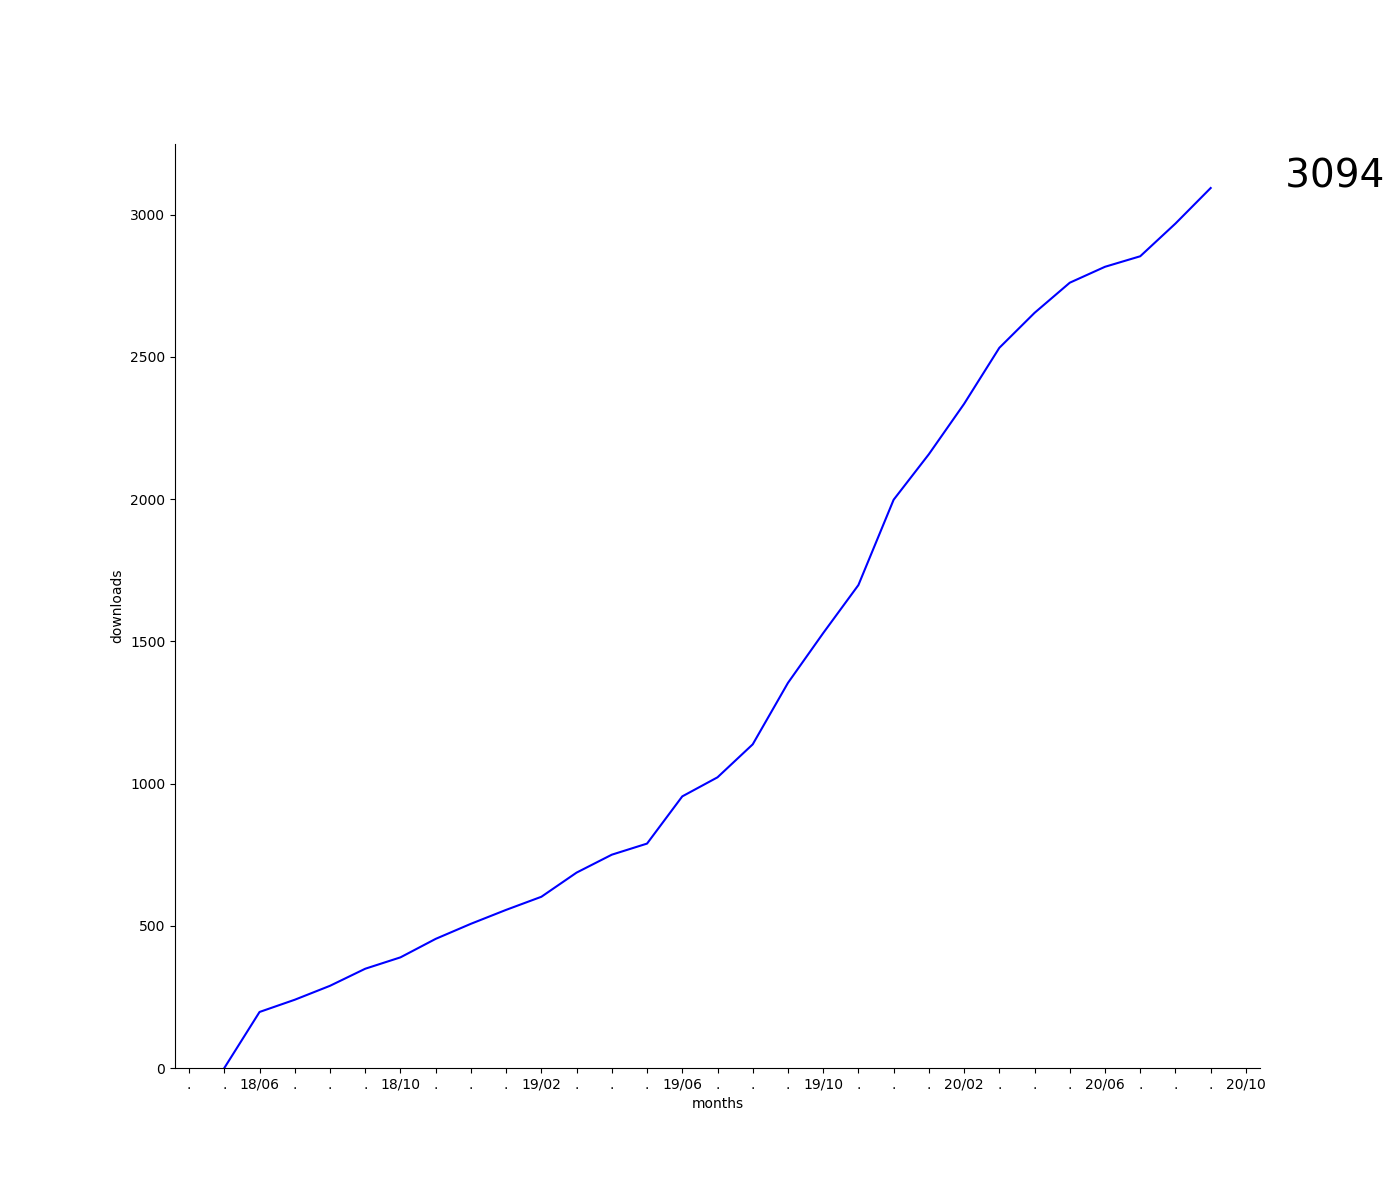 3094
3000
2500
2000
1500
1000
500
0
downloads
. . 18/06 . . . 18/10 . . . 19/02 . . . 19/06 . . . 19/10 . . . 20/02 . . . 20/06 . . . 20/10
months